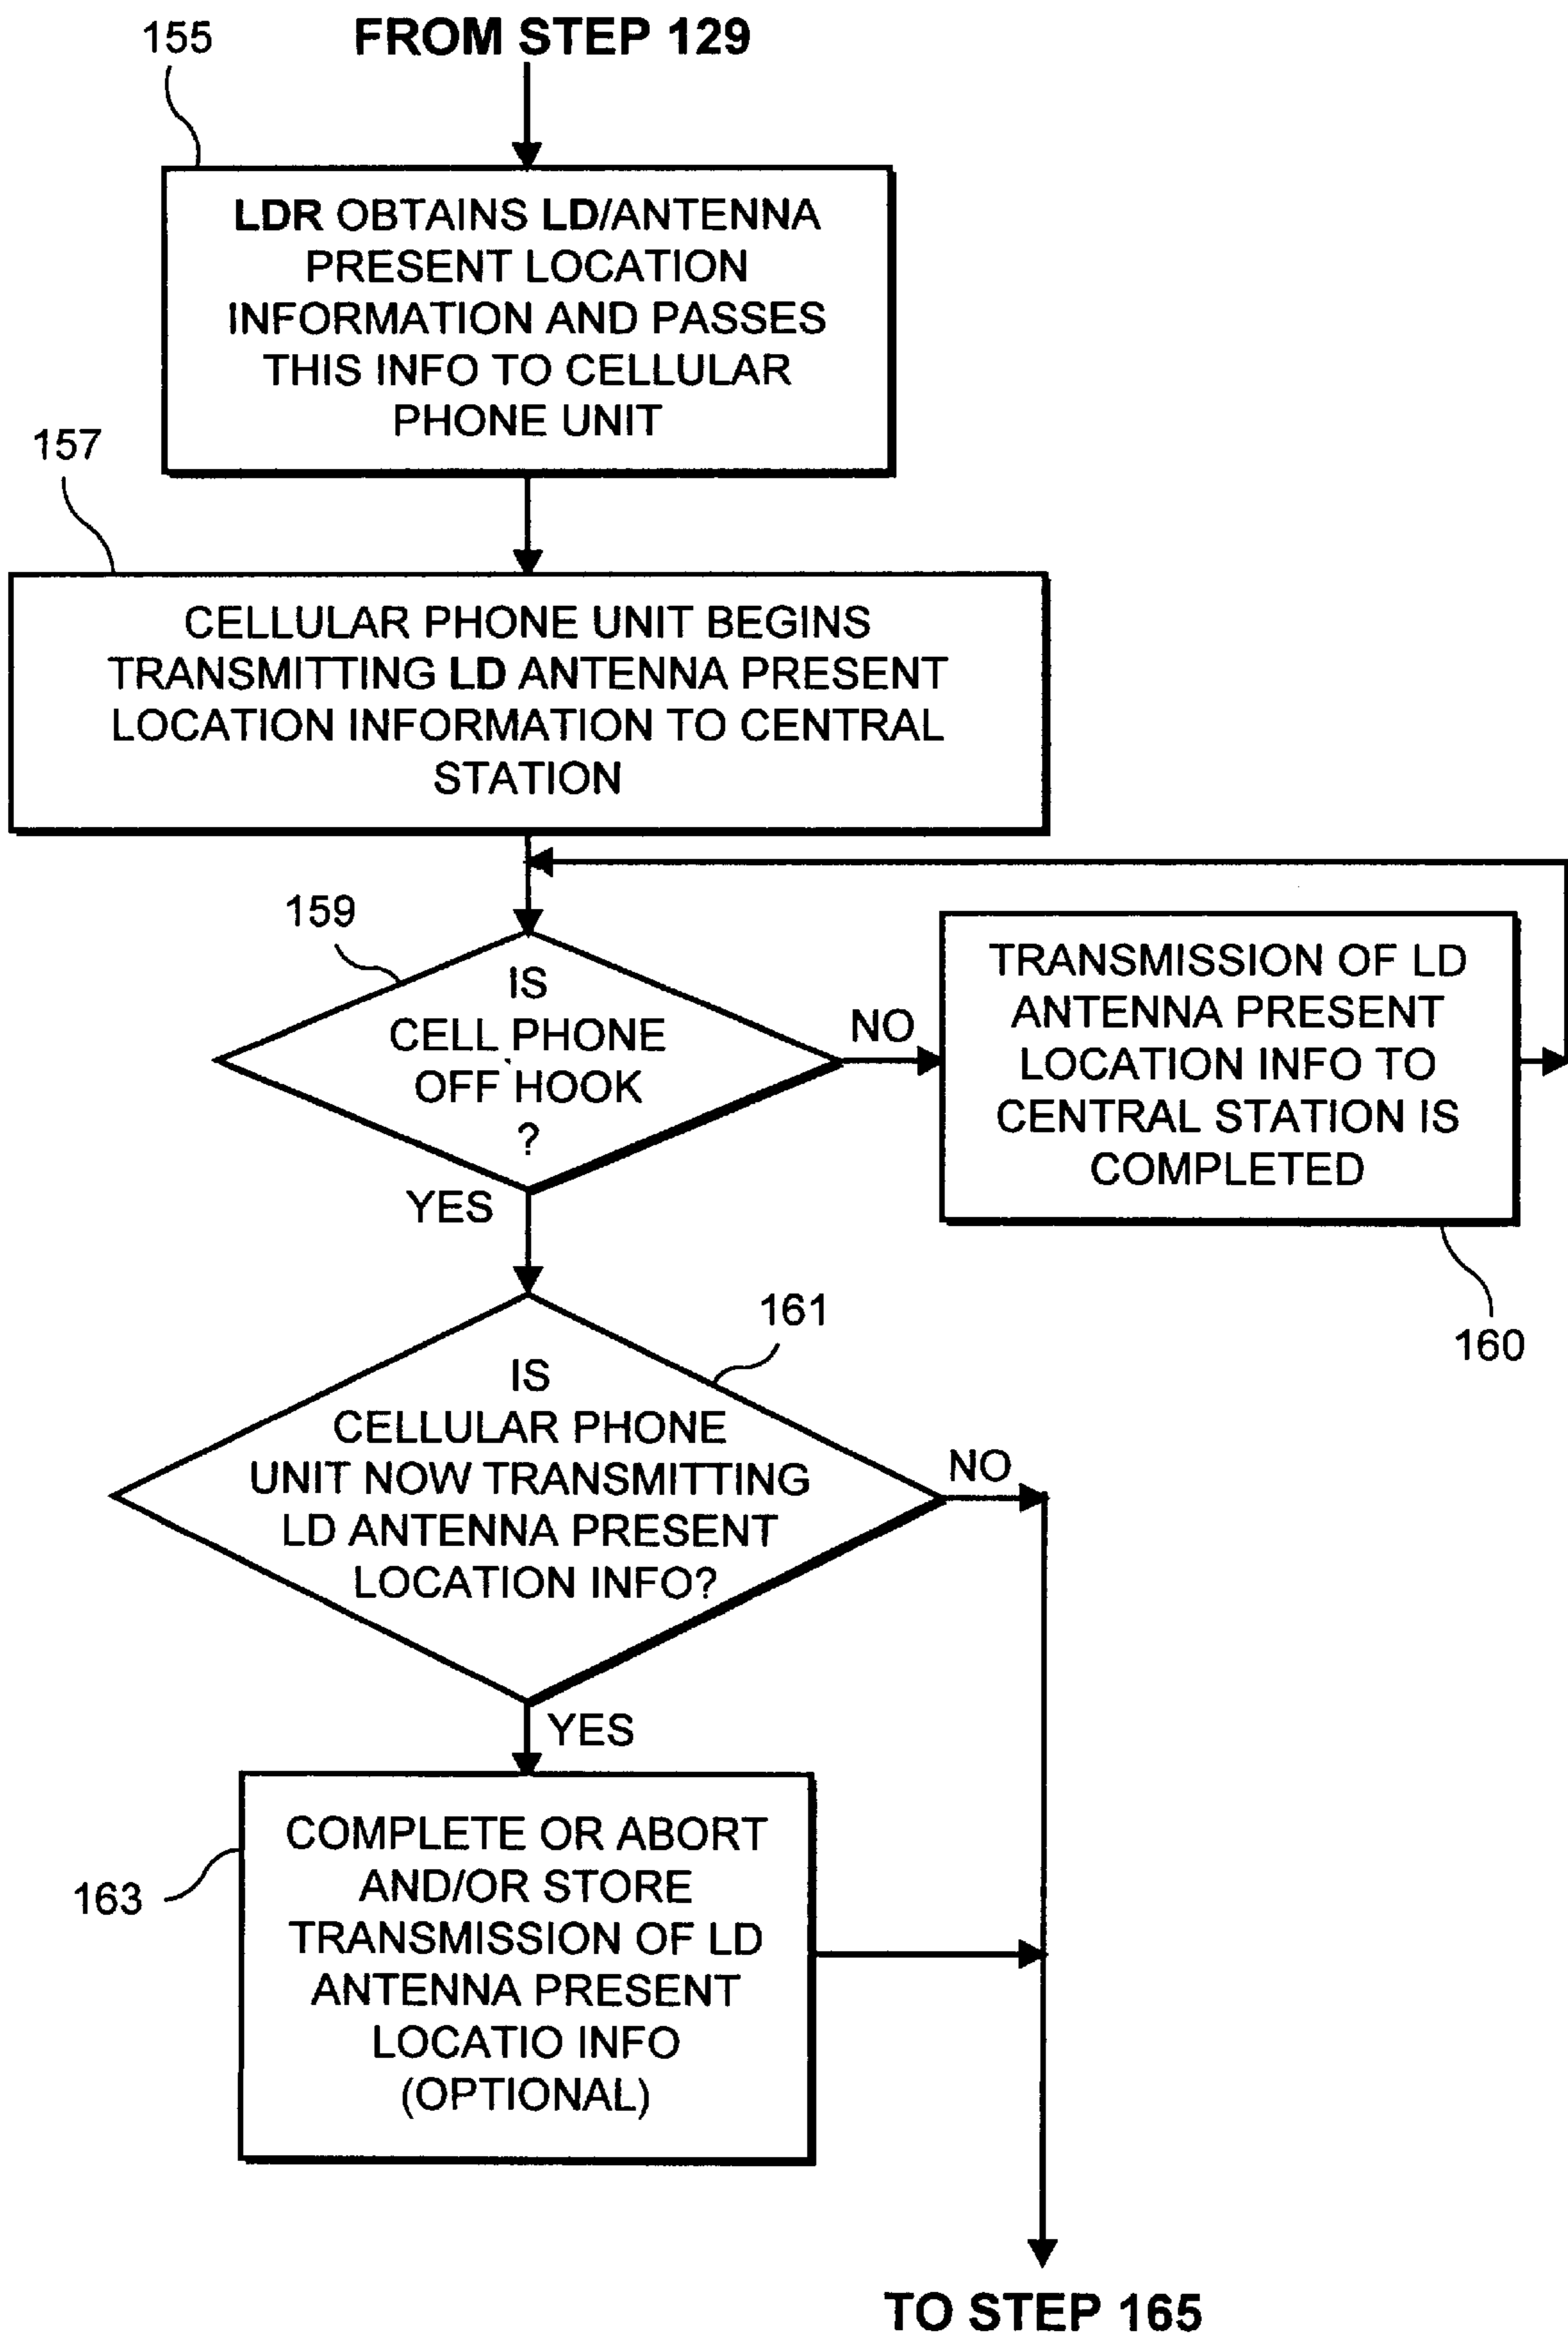 155
FROM STEP 129
LDR OBTAINS LD/ANTENNA
PRESENT LOCATION
INFORMATION AND PASSES
THIS INFO TO CELLULAR
PHONE UNIT
157
CELLULAR PHONE UNIT BEGINS
TRANSMITTING LD ANTENNA PRESENT
LOCATION INFORMATION TO CENTRAL
STATION
159
IS
CELL PHONE
OFF HOOK
?
NO
TRANSMISSION OF LD
ANTENNA PRESENT
LOCATION INFO TO
CENTRAL STATION IS
COMPLETED
160
YES
161
IS
CELLULAR PHONE
UNIT NOW TRANSMITTING
LD ANTENNA PRESENT
LOCATION INFO?
NO
YES
163
COMPLETE OR ABORT
AND/OR STORE
TRANSMISSION OF LD
ANTENNA PRESENT
LOCATIO INFO
(OPTIONAL)
TO STEP 165